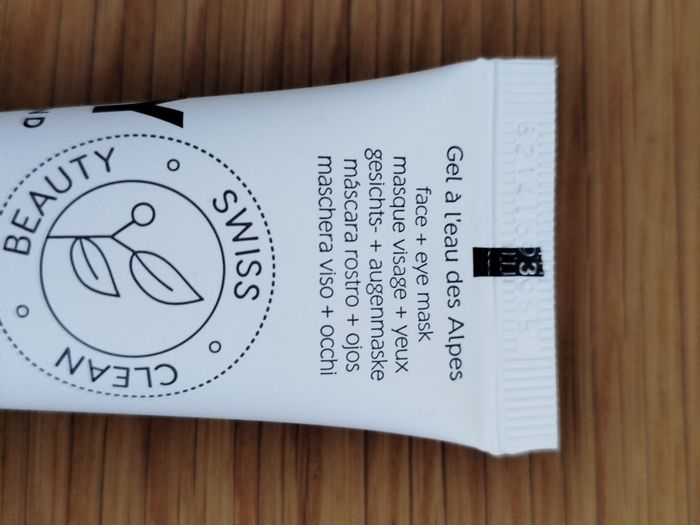 Gel à l'eau des Alpes
face + eye mask
masque visage + yeux
gesichts- + augenmaske
máscara rostro + ojos
maschera viso + occhi
SWISS
CLEAN
BEAUTY
Y